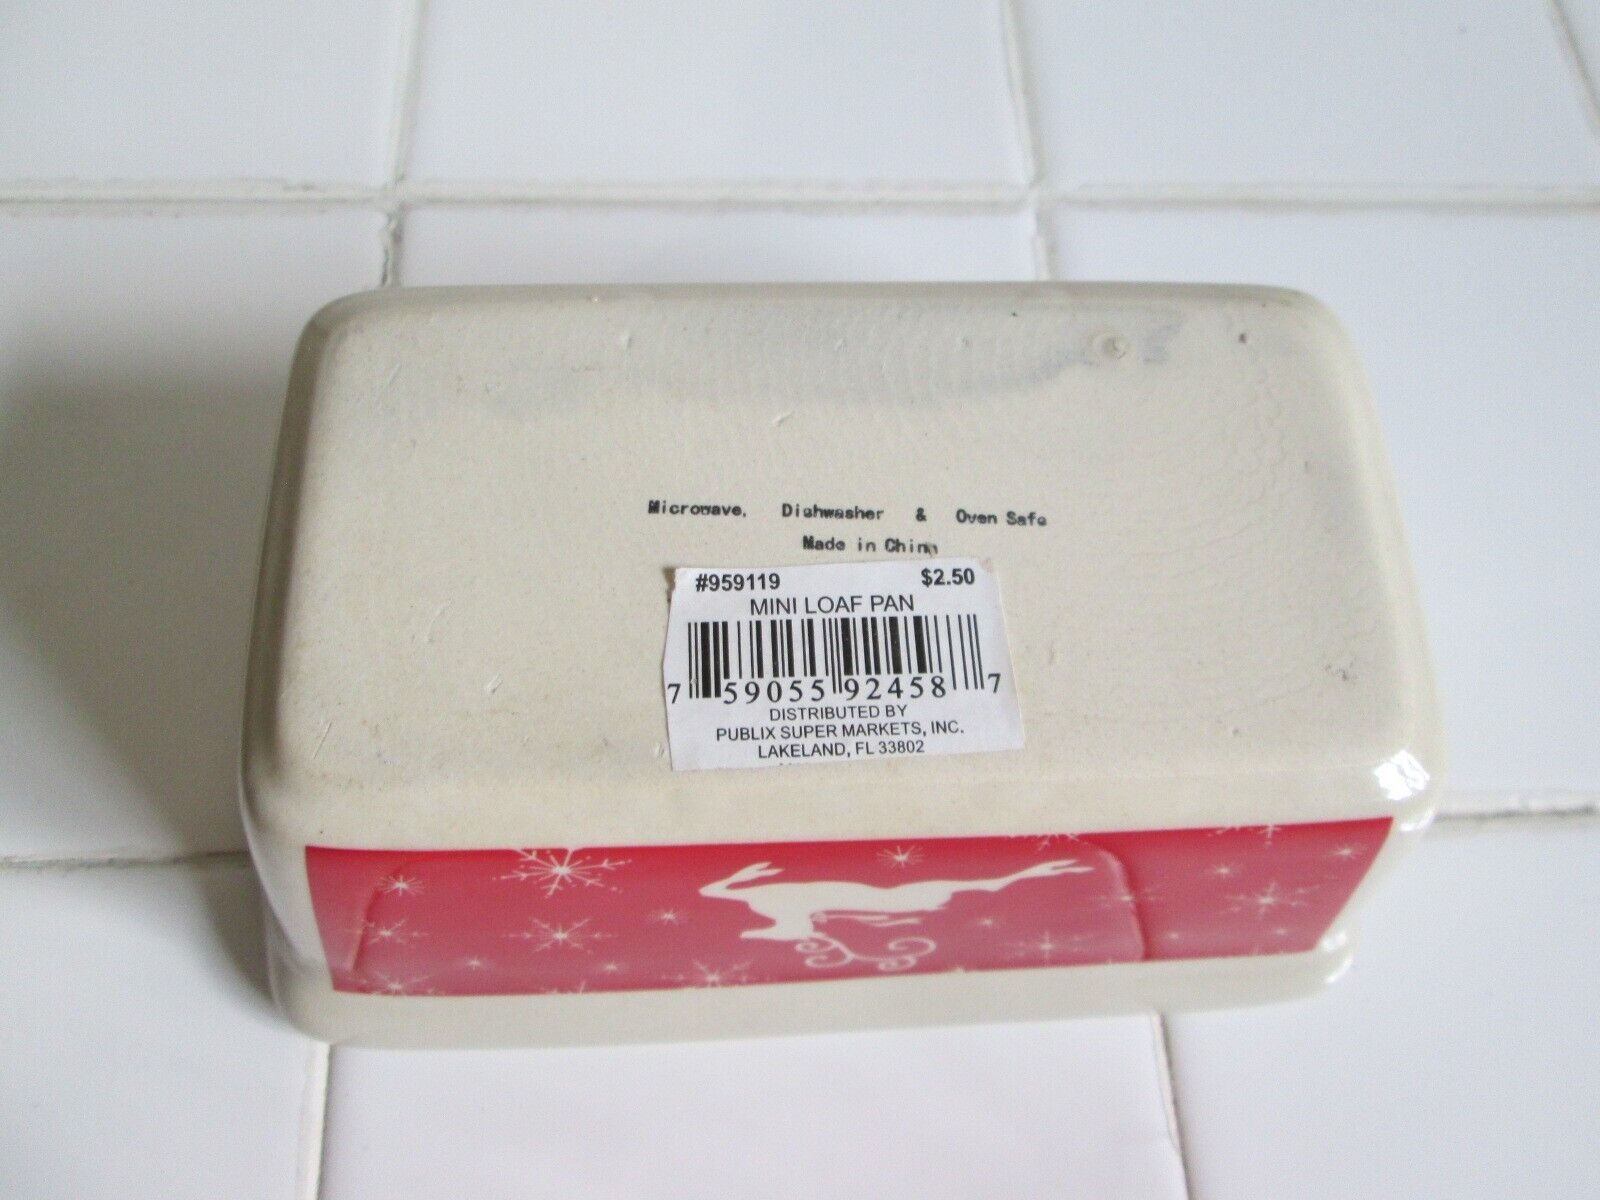 Microwave, Dishwasher & Oven Safe
Made in China
#959119 $2.50
MINI LOAF PAN
7 59055 92458 7
DISTRIBUTED BY
PUBLIX SUPER MARKETS, INC.
LAKELAND, FL 33802